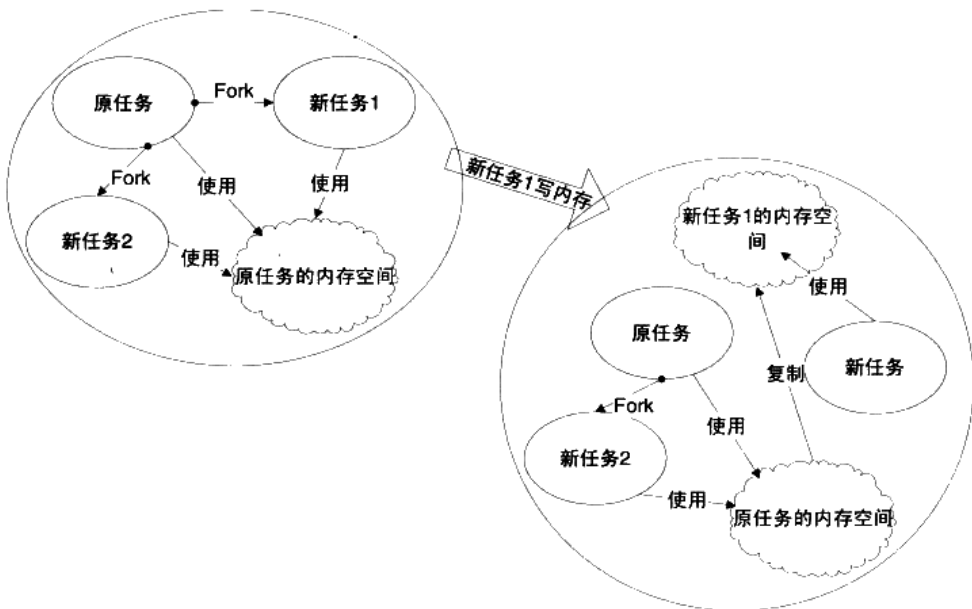 原任务
Fork
新任务1
Fork
使用
使用
新任务2
使用
原任务的内存空间
新任务1写内存
新任务1的内存空
间
使用
原任务
复制
新任务
Fork
使用
新任务2
使用
原任务的内存空间